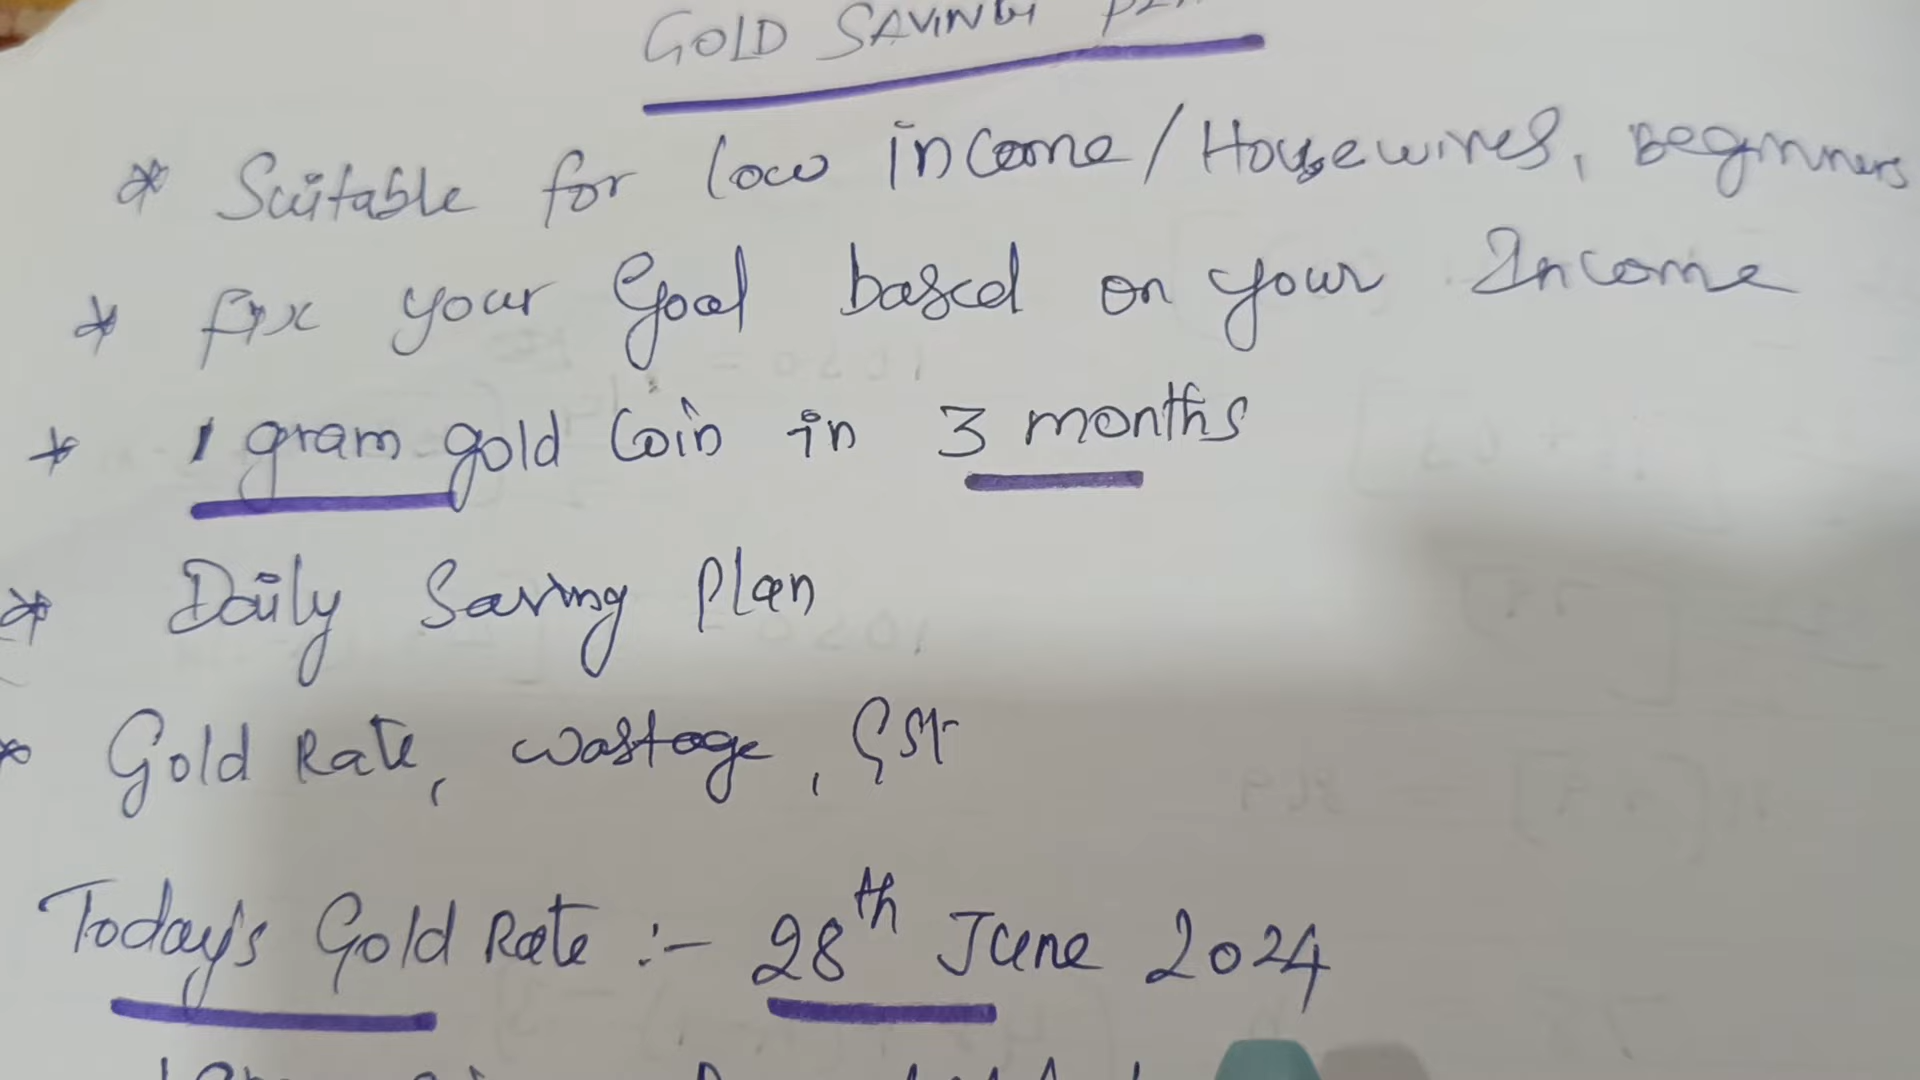 GOLD SAVING
* Suitable for low income/Housewives, Beginners
* Fix your Goal based on your Income
* 1 gram gold Coin in 3 months
* Daily Saving Plan
* Gold Rate, wastage, GST
Today's Gold Rate :- 28th June 2024